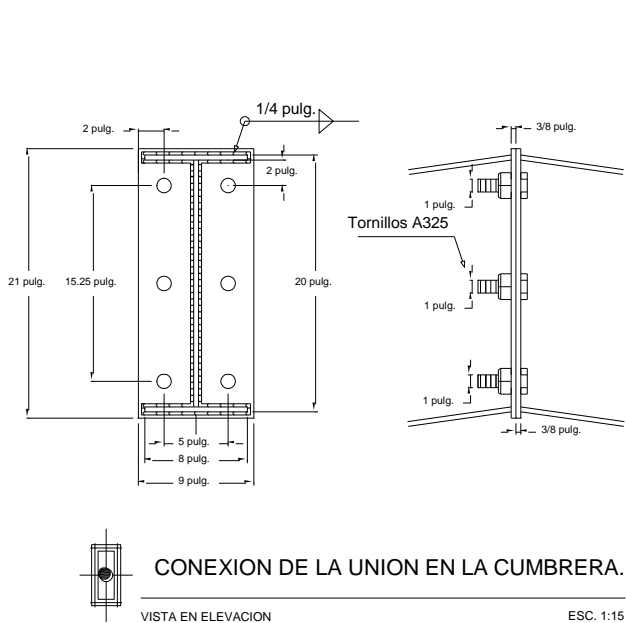 1/4 pulg.
2 pulg.
3/8 pulg.
2 pulg.
1 pulg.
Tornillos A325
21 pulg.
15.25 pulg.
20 pulg.
1 pulg.
1 pulg.
5 pulg.
3/8 pulg.
8 pulg.
9 pulg.
CONEXION DE LA UNION EN LA CUMBRERA.
VISTA EN ELEVACION
ESC. 1:15